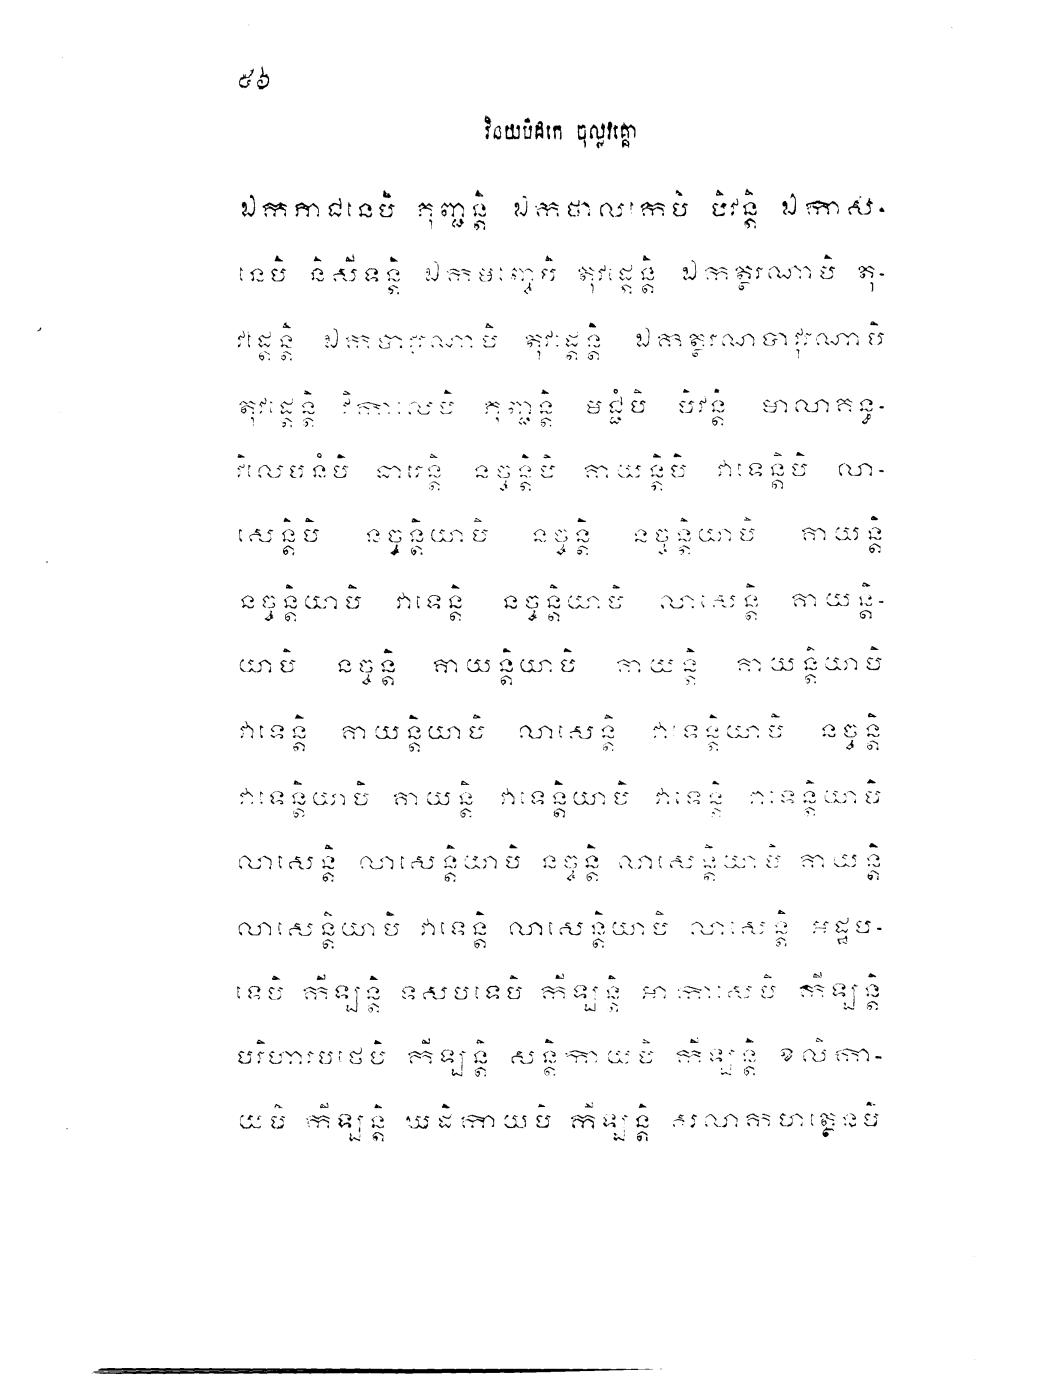 ៥៦
វិនយបិដកេ ចុល្លវគ្គោ
ឯកភាជនេបិ ភុញ្ជន្តិ ឯកថាលកេបិ បិវន្តិ ឯកាស-
នេបិ និសីទន្តិ ឯកមញ្ចេបិ តុវដ្ដេន្តិ ឯកត្ថរណាបិ តុ-
វដ្ដេន្តិ ឯកបាវុរណាបិ តុវដ្ដេន្តិ ឯកត្ថរណបាវុរណាបិ
តុវដ្ដេន្តិ វិកាលេបិ ភុញ្ជន្តិ មជ្ជំបិ បិវន្តិ មាលាគន្ធ-
វិលេបនំបិ ធារេន្តិ នច្ចន្តិបិ គាយន្តិបិ វាទេន្តិបិ លា-
សេន្តិបិ នច្ចន្តិយាបិ នច្ចន្តិ នច្ចន្តិយាបិ គាយន្តិ
នច្ចន្តិយាបិ វាទេន្តិ នច្ចន្តិយាបិ លាសេន្តិ គាយន្តិ-
យាបិ នច្ចន្តិ គាយន្តិយាបិ គាយន្តិ គាយន្តិយាបិ
វាទេន្តិ គាយន្តិយាបិ លាសេន្តិ វាទេន្តិយាបិ នច្ចន្តិ
វាទេន្តិយាបិ គាយន្តិ វាទេន្តិយាបិ វាទេន្តិ វាទេន្តិយាបិ
លាសេន្តិ លាសេន្តិយាបិ នច្ចន្តិ លាសេន្តិយាបិ គាយន្តិ
លាសេន្តិយាបិ វាទេន្តិ លាសេន្តិយាបិ លាសេន្តិ អដ្ឋប-
ទេបិ កីឡន្តិ ទសបទេបិ កីឡន្តិ អាកាសេបិ កីឡន្តិ
បរិហារបថេបិ កីឡន្តិ សន្តិកាយបិ កីឡន្តិ ខលិកា-
យបិ កីឡន្តិ ឃដិកាយបិ កីឡន្តិ សលាកហត្ថេនបិ